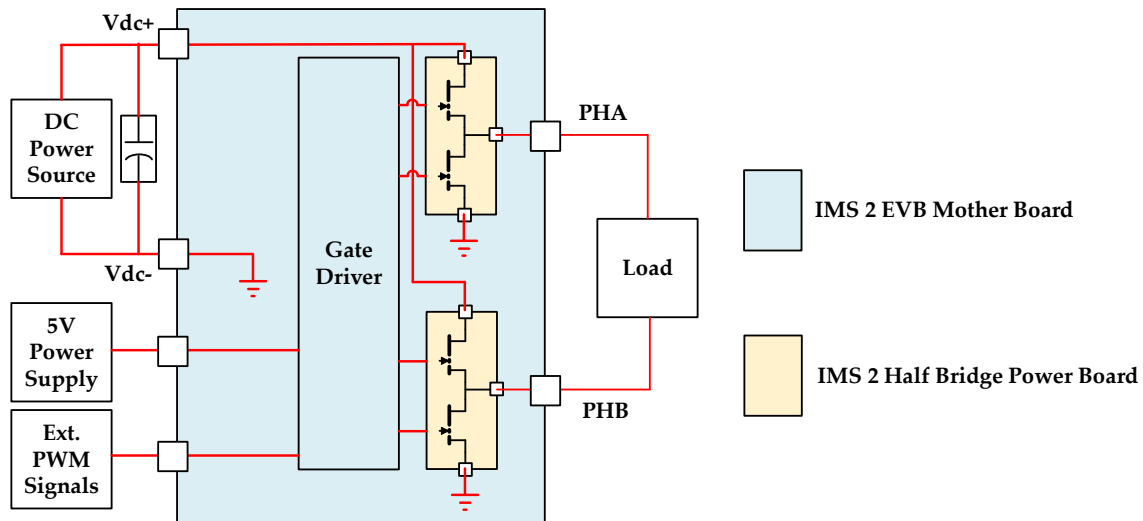 Vdc+
DC
Power
Source
Vdc-
5V
Power
Supply
Ext.
PWM
Signals
Gate
Driver
PHA
Load
PHB
IMS 2 EVB Mother Board
IMS 2 Half Bridge Power Board